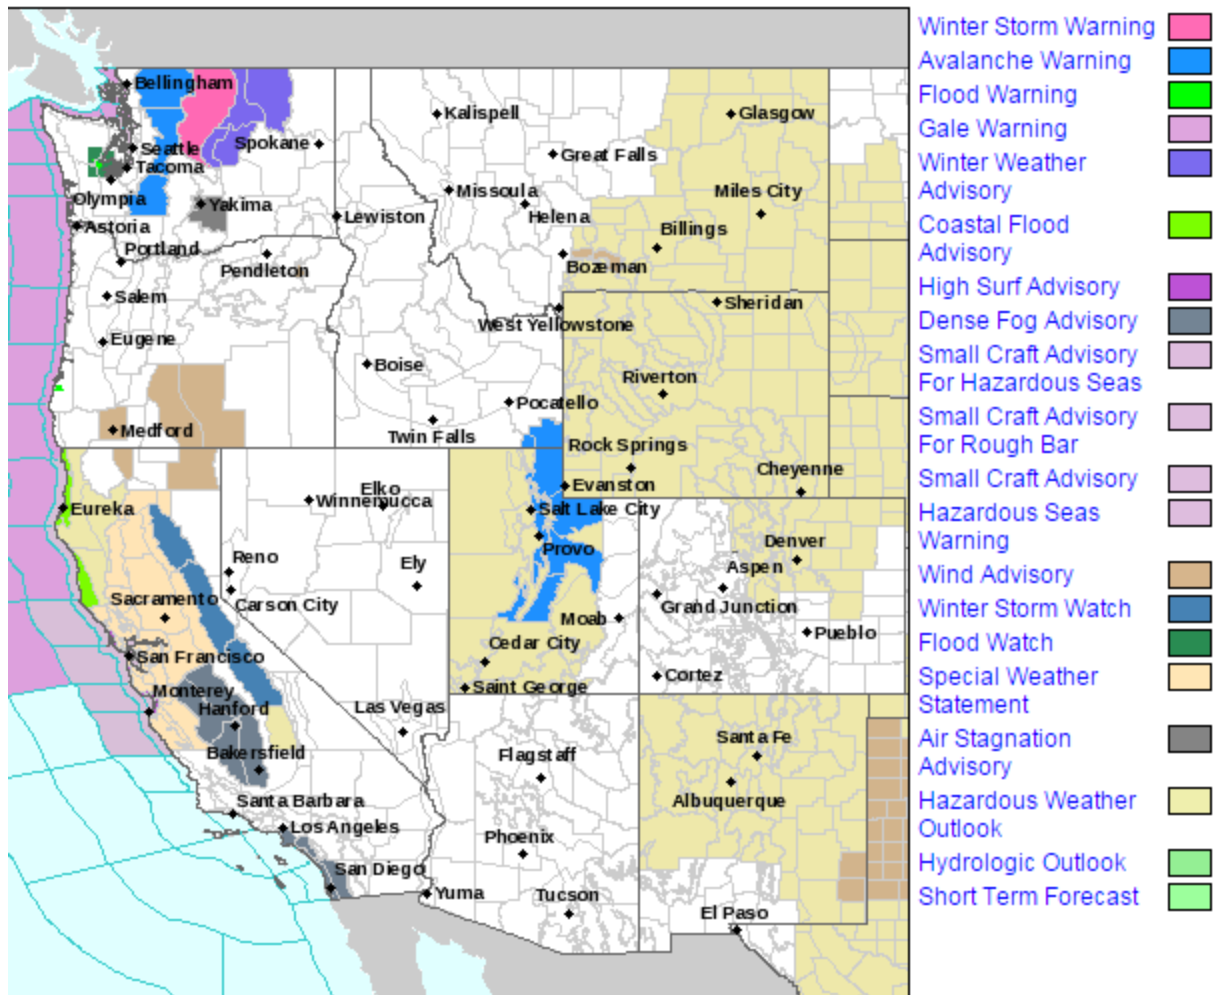 Bellingham
Seattle
Spokane
Tacoma
Olympia
Yakima
Astoria
Portland
Pendleton
Lewiston
Salem
Eugene
Medford
Kalispell
Great Falls
Missoula
Helena
Bozeman
Glasgow
Miles City
Billings
West Yellowstone
Sheridan
Boise
Pocatello
Twin Falls
Riverton
Rock Springs
Cheyenne
Evanston
Eureka
Winnemucca
Elko
Salt Lake City
Provo
Reno
Ely
Carson City
Sacramento
San Francisco
Moab
Cedar City
Saint George
Denver
Aspen
Grand Junction
Pueblo
Cortez
Monterey
Hanford
Bakersfield
Las Vegas
Flagstaff
Santa Fe
Albuquerque
Santa Barbara
Los Angeles
San Diego
Phoenix
Yuma
Tucson
El Paso
Winter Storm Warning
Avalanche Warning
Flood Warning
Gale Warning
Winter Weather
Advisory
Coastal Flood
Advisory
High Surf Advisory
Dense Fog Advisory
Small Craft Advisory
For Hazardous Seas
Small Craft Advisory
For Rough Bar
Small Craft Advisory
Hazardous Seas
Warning
Wind Advisory
Winter Storm Watch
Flood Watch
Special Weather
Statement
Air Stagnation
Advisory
Hazardous Weather
Outlook
Hydrologic Outlook
Short Term Forecast